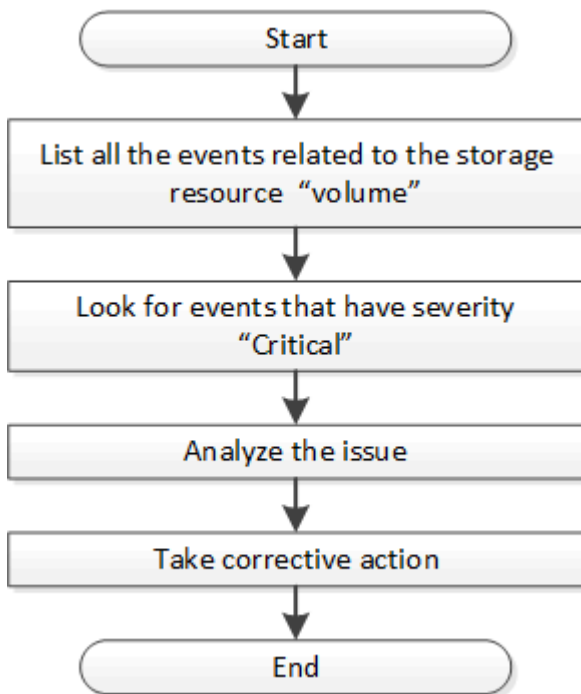 Start
List all the events related to the storage
resource “volume”
Look for events that have severity
“Critical”
Analyze the issue
Take corrective action
End